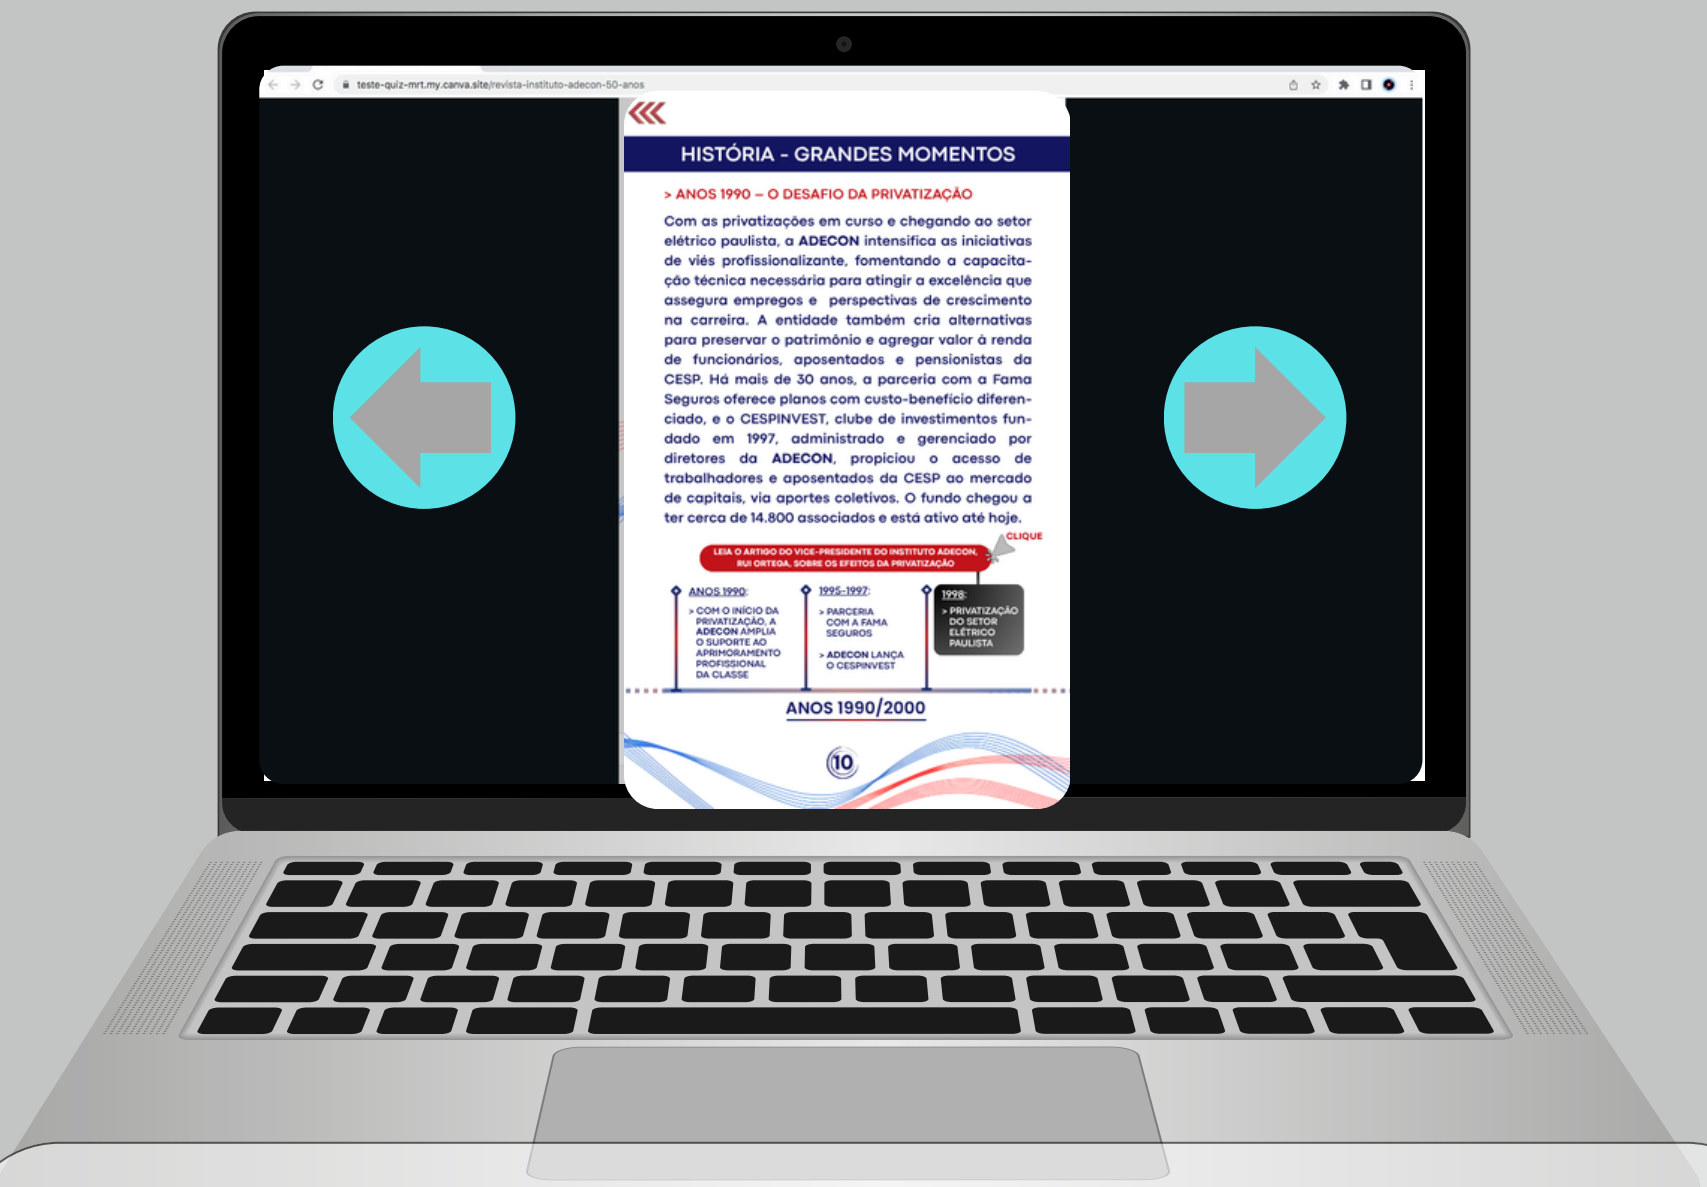 teste-quiz-mrt.my.canva.site/revista-instituto-adecon-50-anos
HISTÓRIA - GRANDES MOMENTOS
> ANOS 1990 – O DESAFIO DA PRIVATIZAÇÃO
Com as privatizações em curso e chegando ao setor
elétrico paulista, a ADECON intensifica as iniciativas
de viés profissionalizante, fomentando a capacita-
ção técnica necessária para atingir a excelência que
assegura empregos e perspectivas de crescimento
na carreira. A entidade também cria alternativas
para preservar o patrimônio e agregar valor à renda
de funcionários, aposentados e pensionistas da
CESP. Há mais de 30 anos, a parceria com a Fama
Seguros oferece planos com custo-benefício diferen-
ciado, e o CESPINVEST, clube de investimentos fun-
dado em 1997, administrado e gerenciado por
diretores da ADECON, propiciou o acesso de
trabalhadores e aposentados da CESP ao mercado
de capitais, via aportes coletivos. O fundo chegou a
ter cerca de 14.800 associados e está ativo até hoje.
CLIQUE
LEIA O ARTIGO DO VICE-PRESIDENTE DO INSTITUTO ADECON,
RUI ORTEGA, SOBRE OS EFEITOS DA PRIVATIZAÇÃO
ANOS 1990:
> COM O INÍCIO DA
PRIVATIZAÇÃO, A
ADECON AMPLIA
O SUPORTE AO
APRIMORAMENTO
PROFISSIONAL
DA CLASSE
1995-1997:
> PARCERIA
COM A FAMA
SEGUROS
> ADECON LANÇA
O CESPINVEST
1998:
> PRIVATIZAÇÃO
DO SETOR
ELÉTRICO
PAULISTA
ANOS 1990/2000
10